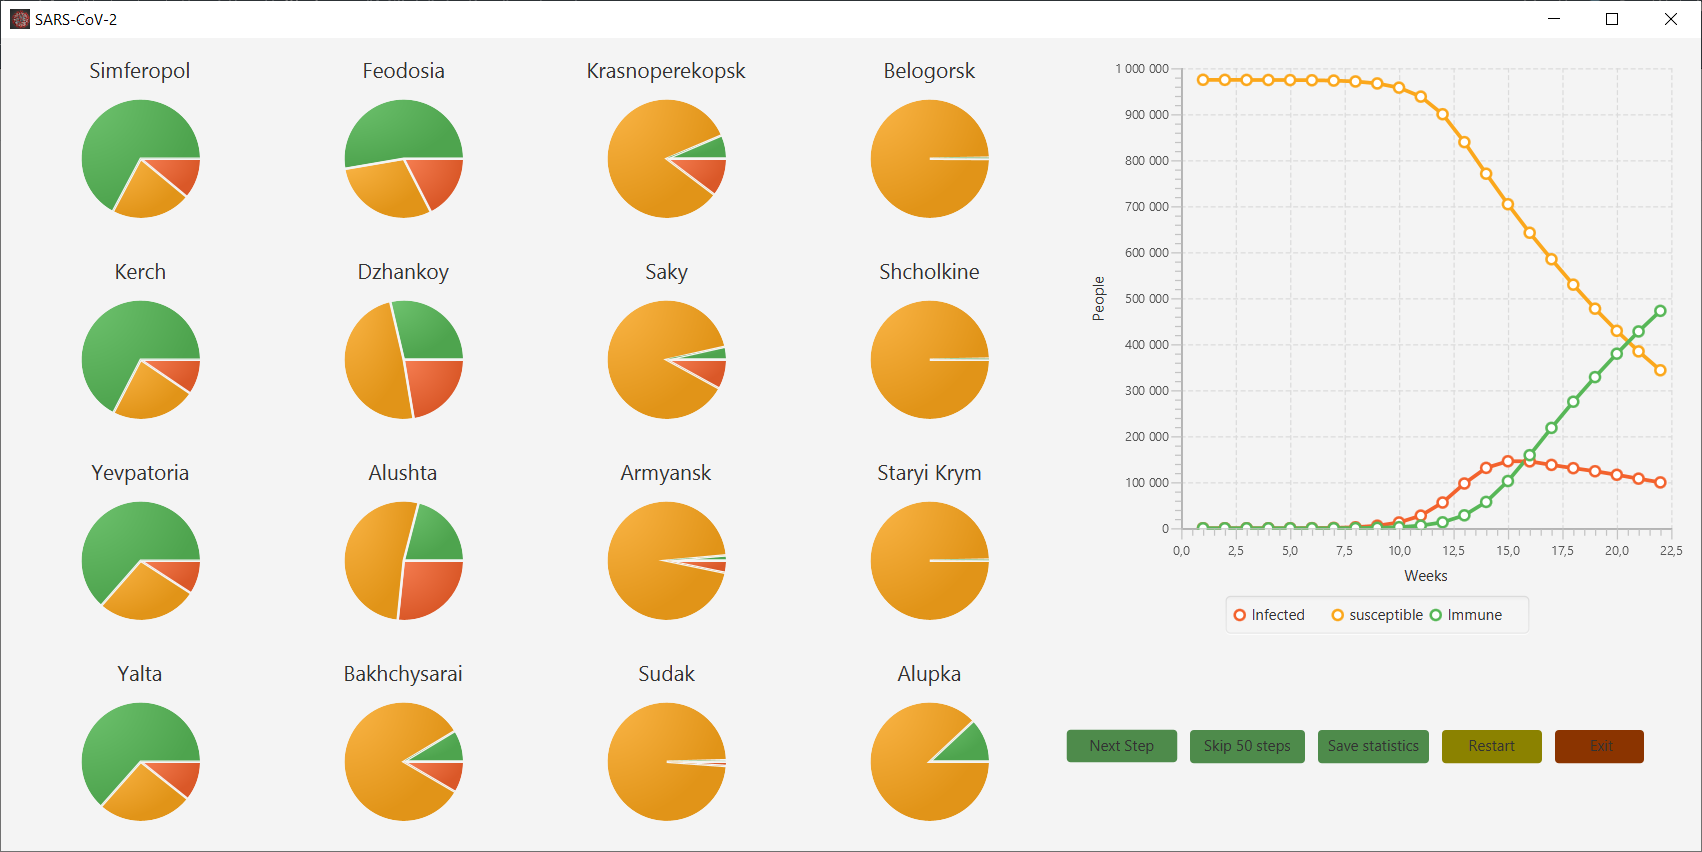 SARS-CoV-2
Simferopol
Feodosia
Krasnoperekopsk
Belogorsk
Kerch
Dzhankoy
Saky
Shcholkine
Yevpatoria
Alushta
Armyansk
Staryi Krym
Yalta
Bakhchysarai
Sudak
Alupka
1 000 000
900 000
800 000
700 000
600 000
500 000
400 000
300 000
200 000
100 000
0
People
0,0 2,5 5,0 7,5 10,0 12,5 15,0 17,5 20,0 22,5
Weeks
Infected susceptible Immune
Next Step Skip 50 steps Save statistics Restart Exit